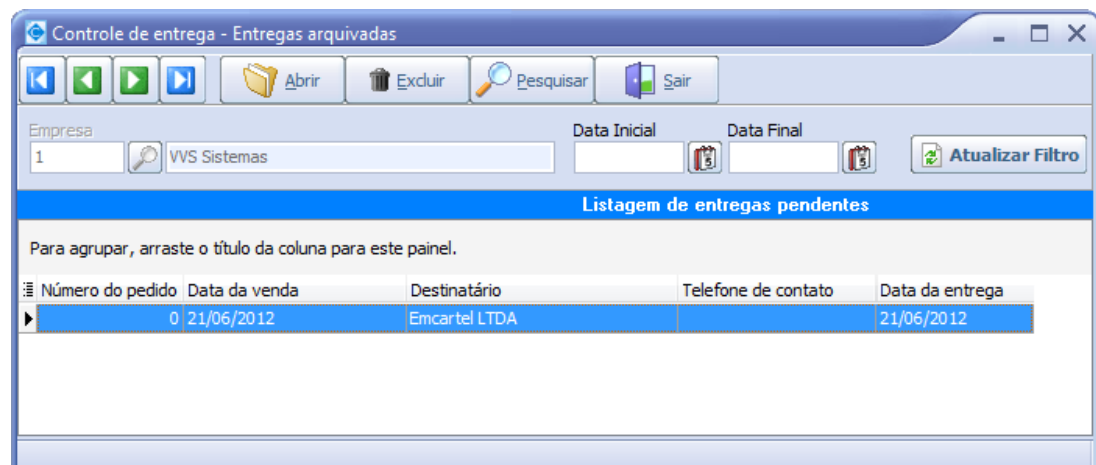 Controle de entrega - Entregas arquivadas
Abrir Excluir Pesquisar Sair
Empresa Data Inicial Data Final
1 VVS Sistemas Atualizar Filtro
Listagem de entregas pendentes
Para agrupar, arraste o título da coluna para este painel.
Número do pedido Data da venda Destinatário Telefone de contato Data da entrega
0 21/06/2012 Emcartel LTDA 21/06/2012